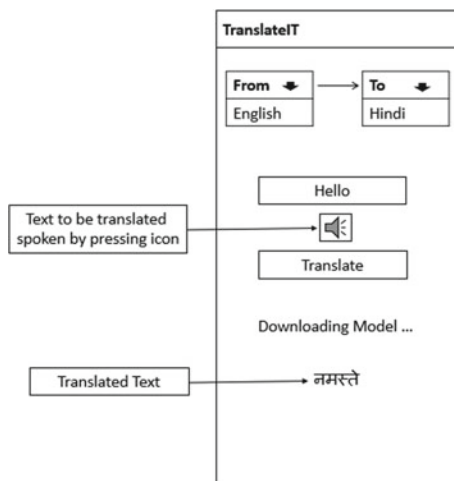 TranslateIT
From
To
English
Hindi
Hello
Text to be translated
spoken by pressing icon
Translate
Downloading Model ...
Translated Text
नमस्ते